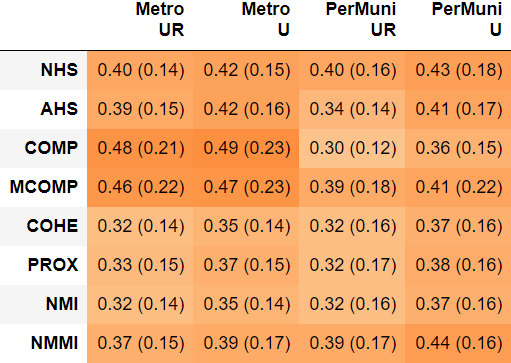 Metro Metro PerMuni PerMuni
UR U UR U
NHS 0.40 (0.14) 0.42 (0.15) 0.40 (0.16) 0.43 (0.18)
AHS 0.39 (0.15) 0.42 (0.16) 0.34 (0.14) 0.41 (0.17)
COMP 0.48 (0.21) 0.49 (0.23) 0.30 (0.12) 0.36 (0.15)
MCOMP 0.46 (0.22) 0.47 (0.23) 0.39 (0.18) 0.41 (0.22)
COHE 0.32 (0.14) 0.35 (0.14) 0.32 (0.16) 0.37 (0.16)
PROX 0.33 (0.15) 0.37 (0.15) 0.32 (0.17) 0.38 (0.16)
NMI 0.32 (0.14) 0.35 (0.14) 0.32 (0.16) 0.37 (0.16)
NMMI 0.37 (0.15) 0.39 (0.17) 0.39 (0.17) 0.44 (0.16)